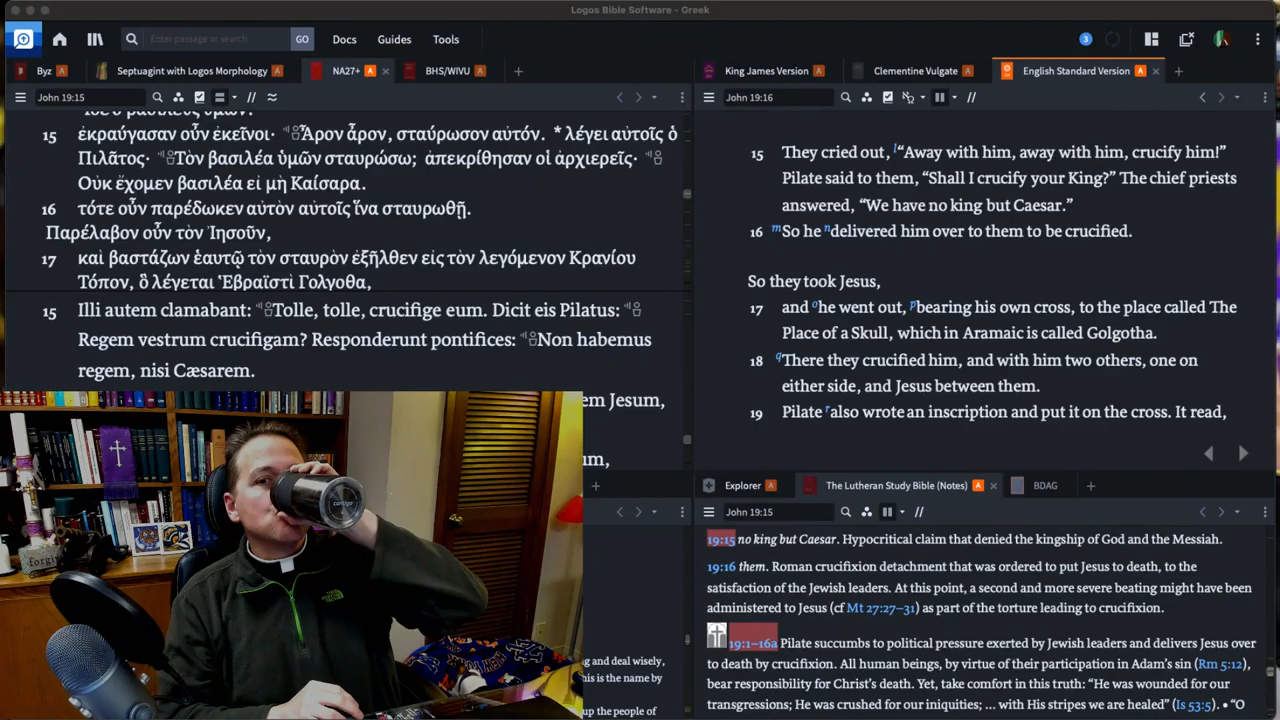 Logos Bible Software - Greek
Enter passage or search GO Docs Guides Tools 3
Byz A Septuagint with Logos Morphology A NA27+ A BHS/WIVU A
John 19:15
15 ἐκραύγασαν οὖν ἐκεῖνοι· Ἆρον ἆρον, σταύρωσον αὐτόν. * λέγει αὐτοῖς ὁ
Πιλᾶτος· Τὸν βασιλέα ὑμῶν σταυρώσω; ἀπεκρίθησαν οἱ ἀρχιερεῖς·
Οὐκ ἔχομεν βασιλέα εἰ μὴ Καίσαρα.
16 τότε οὖν παρέδωκεν αὐτὸν αὐτοῖς ἵνα σταυρωθῇ.
Παρέλαβον οὖν τὸν Ἰησοῦν,
17 καὶ βαστάζων ἑαυτῷ τὸν σταυρὸν ἐξῆλθεν εἰς τὸν λεγόμενον Κρανίου
Τόπον, ὃ λέγεται Ἑβραϊστὶ Γολγοθα,
15 Illi autem clamabant: Tolle, tolle, crucifige eum. Dicit eis Pilatus:
Regem vestrum crucifigam? Responderunt pontifices: Non habemus
regem, nisi Cæsarem.
em Jesum,
um,
forgiv
contigo
ng and deal wisely,
his is the name by
up the people of
King James Version A Clementine Vulgate A English Standard Version A
John 19:16
15 They cried out, l“Away with him, away with him, crucify him!”
Pilate said to them, “Shall I crucify your King?” The chief priests
answered, “We have no king but Caesar.”
16 mSo he ndelivered him over to them to be crucified.
So they took Jesus,
17 and ohe went out, pbearing his own cross, to the place called The
Place of a Skull, which in Aramaic is called Golgotha.
18 qThere they crucified him, and with him two others, one on
either side, and Jesus between them.
19 Pilate ralso wrote an inscription and put it on the cross. It read,
Explorer A The Lutheran Study Bible (Notes) A BDAG
John 19:15
19:15 no king but Caesar. Hypocritical claim that denied the kingship of God and the Messiah.
19:16 them. Roman crucifixion detachment that was ordered to put Jesus to death, to the
satisfaction of the Jewish leaders. At this point, a second and more severe beating might have been
administered to Jesus (cf Mt 27:27–31) as part of the torture leading to crucifixion.
19:1–16a Pilate succumbs to political pressure exerted by Jewish leaders and delivers Jesus over
to death by crucifixion. All human beings, by virtue of their participation in Adam’s sin (Rm 5:12),
bear responsibility for Christ’s death. Yet, take comfort in this truth: “He was wounded for our
transgressions; He was crushed for our iniquities; ... with His stripes we are healed” (Is 53:5). • “O